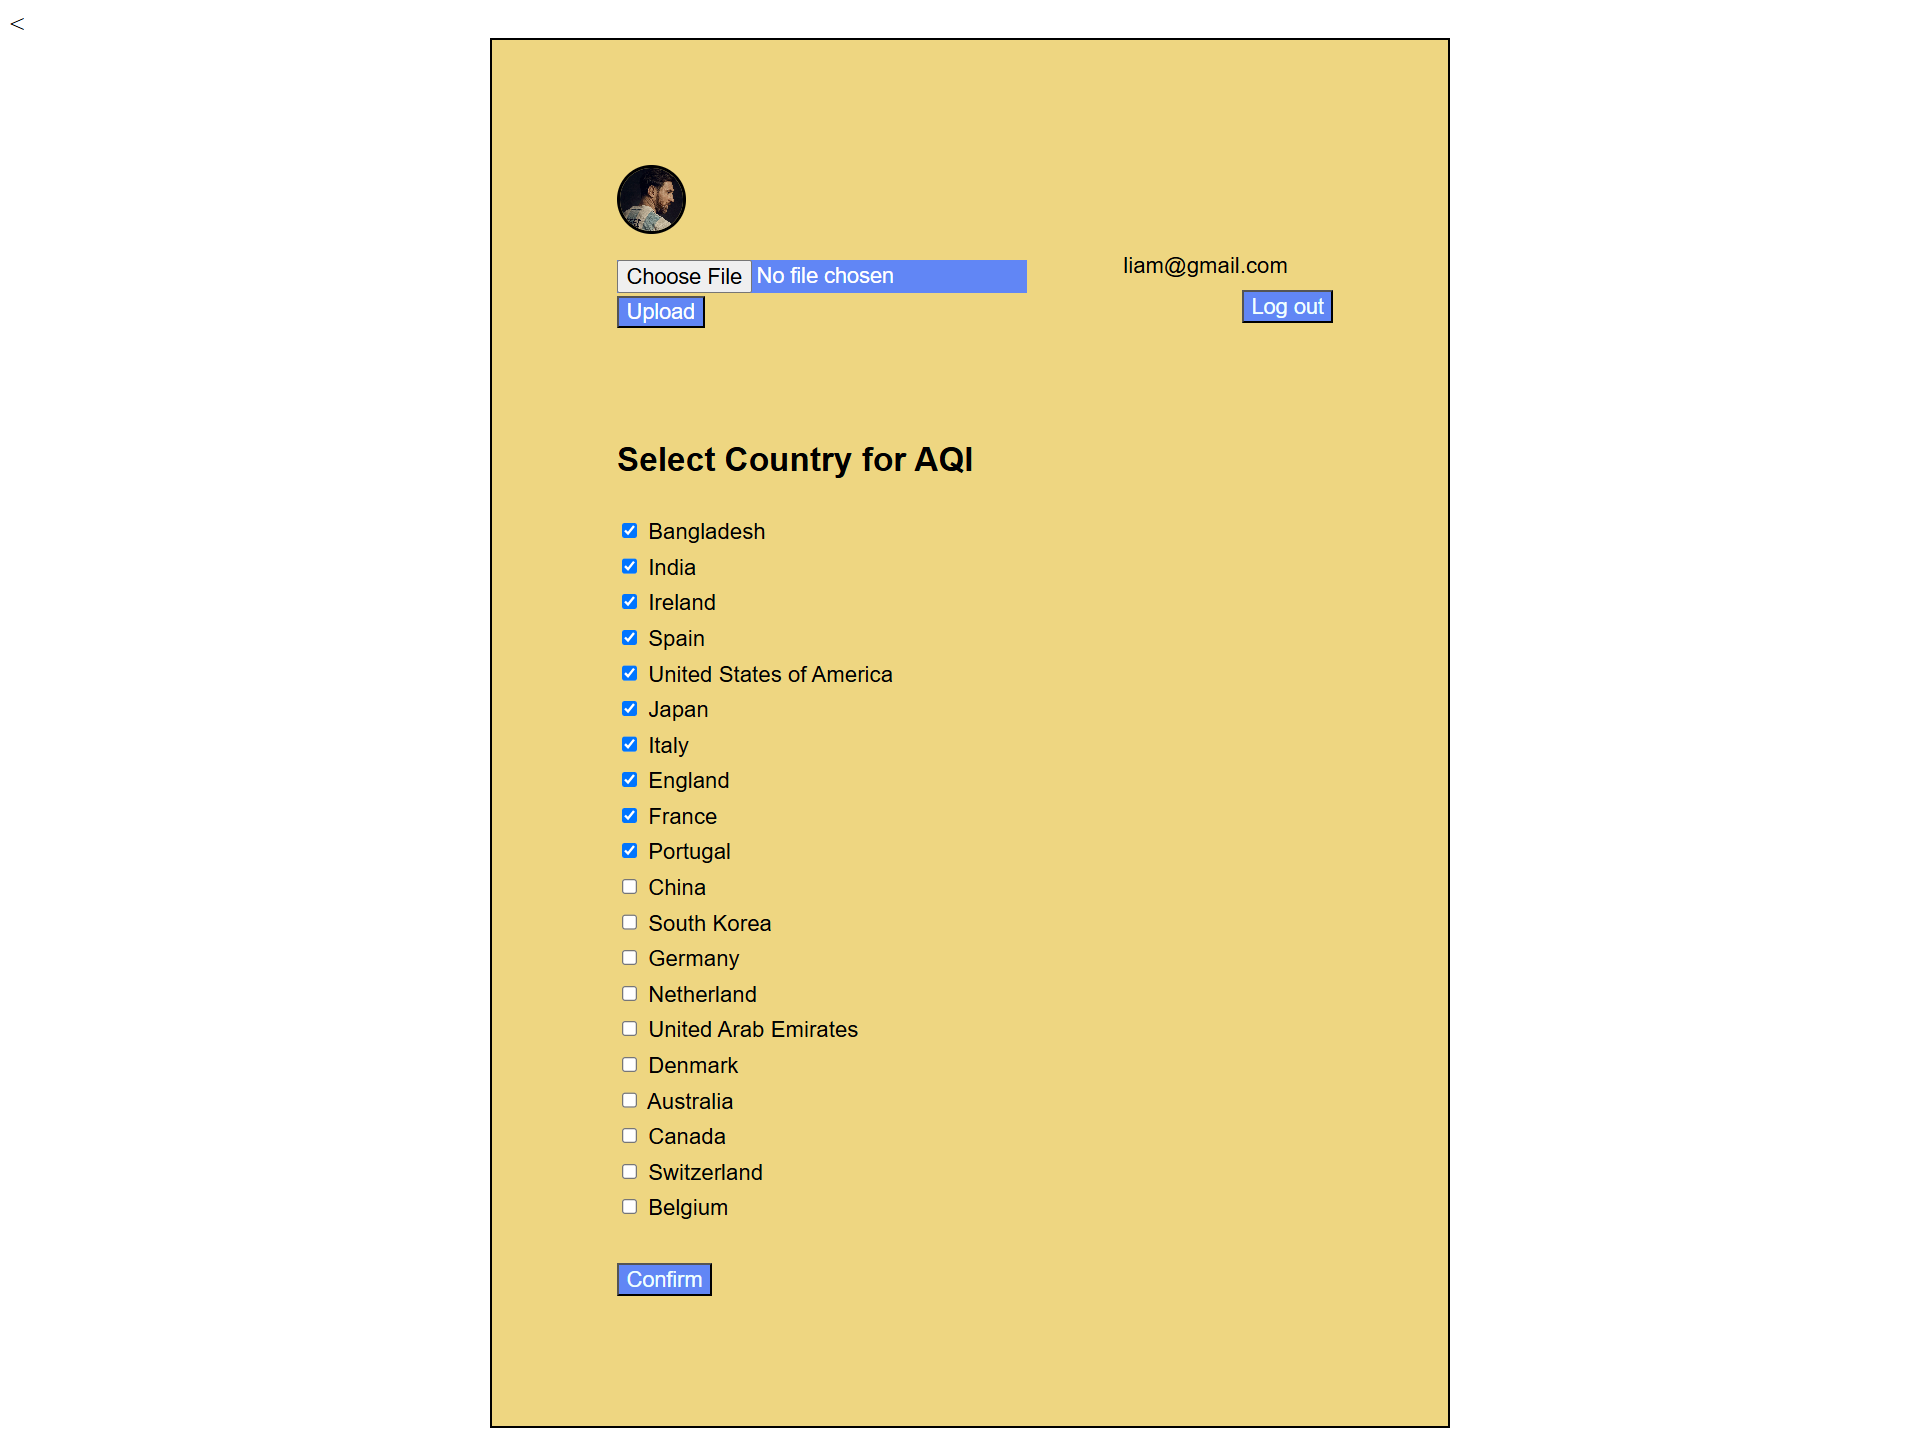 <
Choose File No file chosen
liam@gmail.com
Upload
Log out
Select Country for AQI
Bangladesh
India
Ireland
Spain
United States of America
Japan
Italy
England
France
Portugal
China
South Korea
Germany
Netherland
United Arab Emirates
Denmark
Australia
Canada
Switzerland
Belgium
Confirm